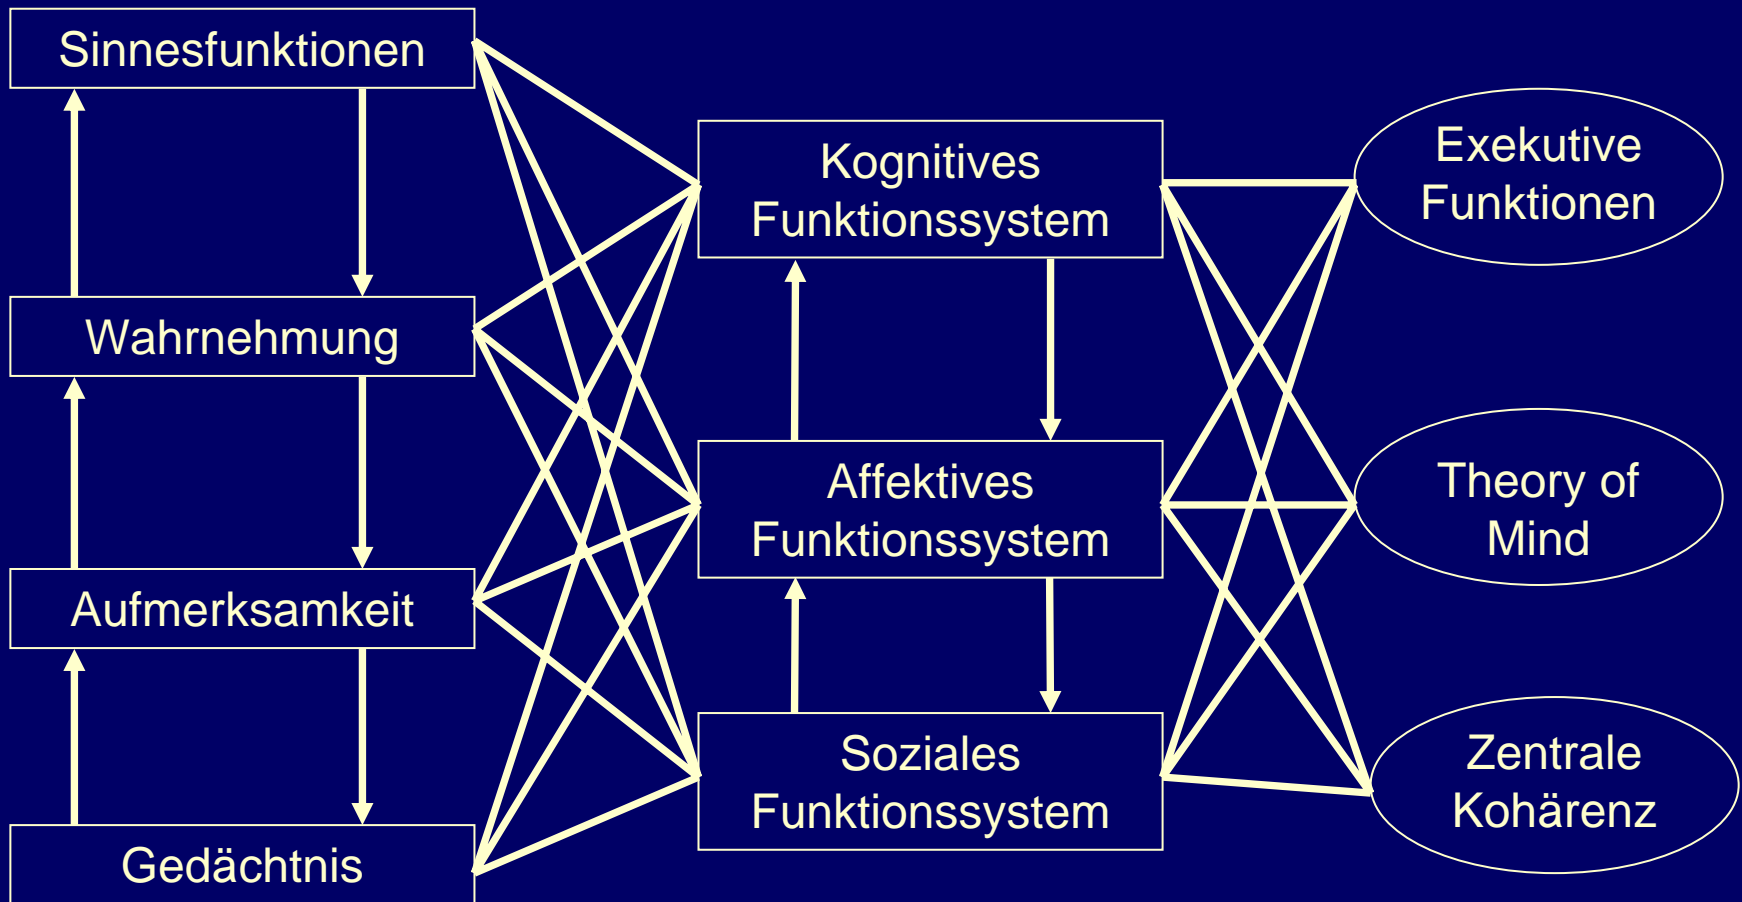 Sinnesfunktionen
Wahrnehmung
Aufmerksamkeit
Gedächtnis
Kognitives
Funktionssystem
Affektives
Funktionssystem
Soziales
Funktionssystem
Exekutive
Funktionen
Theory of
Mind
Zentrale
Kohärenz